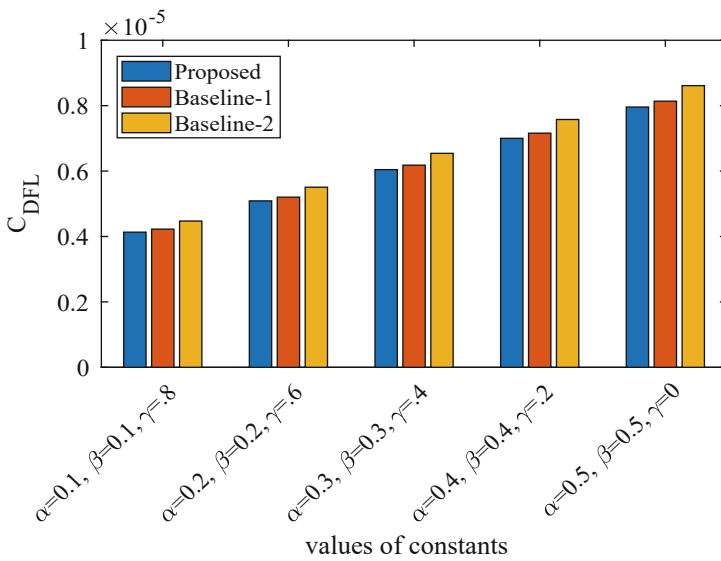 ×10⁻⁵
1
0.8
0.6
0.4
0.2
0
C_DFL
Proposed
Baseline-1
Baseline-2
α=0.1, β=0.1, γ=.8
α=0.2, β=0.2, γ=.6
α=0.3, β=0.3, γ=.4
α=0.4, β=0.4, γ=.2
α=0.5, β=0.5, γ=0
values of constants